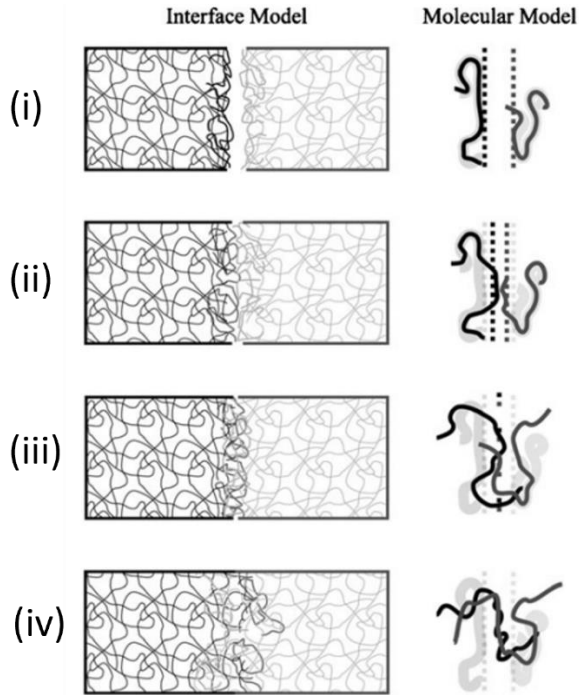 Interface Model Molecular Model
(i)
(ii)
(iii)
(iv)